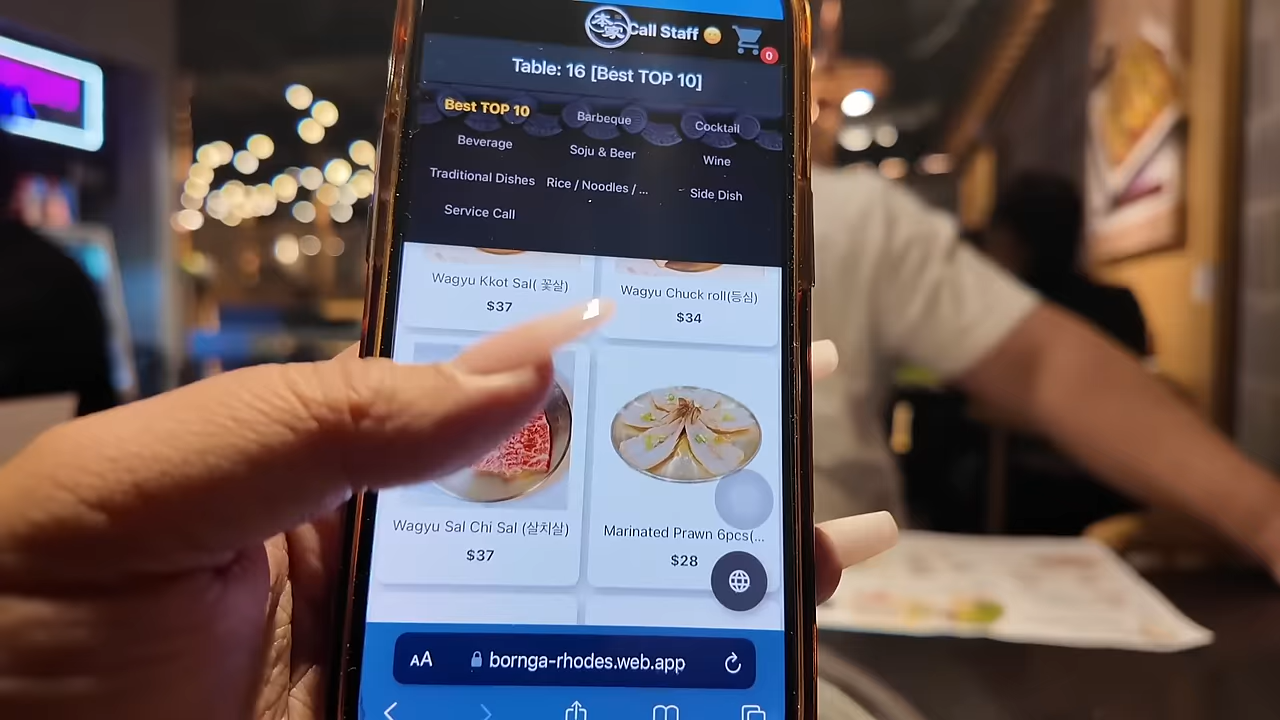 本家 Call Staff
0
Table: 16 [Best TOP 10]
Best TOP 10 Barbeque Cocktail
Beverage Soju & Beer Wine
Traditional Dishes Rice / Noodles / ... Side Dish
Service Call
Wagyu Kkot Sal( 꽃살) Wagyu Chuck roll(등심)
$37 $34
Wagyu Sal Chi Sal (살치살) Marinated Prawn 6pcs(...
$37 $28
AA bornga-rhodes.web.app